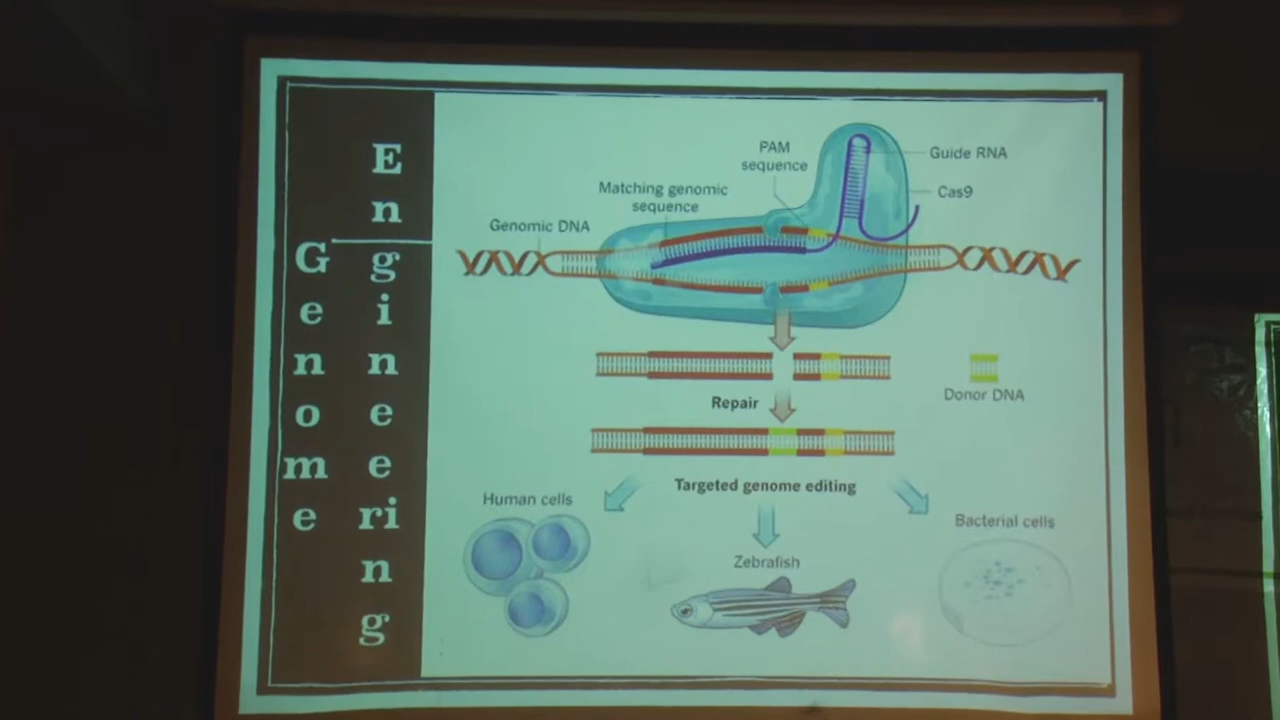 Genome
Engineering
PAM
sequence
Guide RNA
Matching genomic
sequence
Cas9
Genomic DNA
Repair
Donor DNA
Targeted genome editing
Human cells
Zebrafish
Bacterial cells